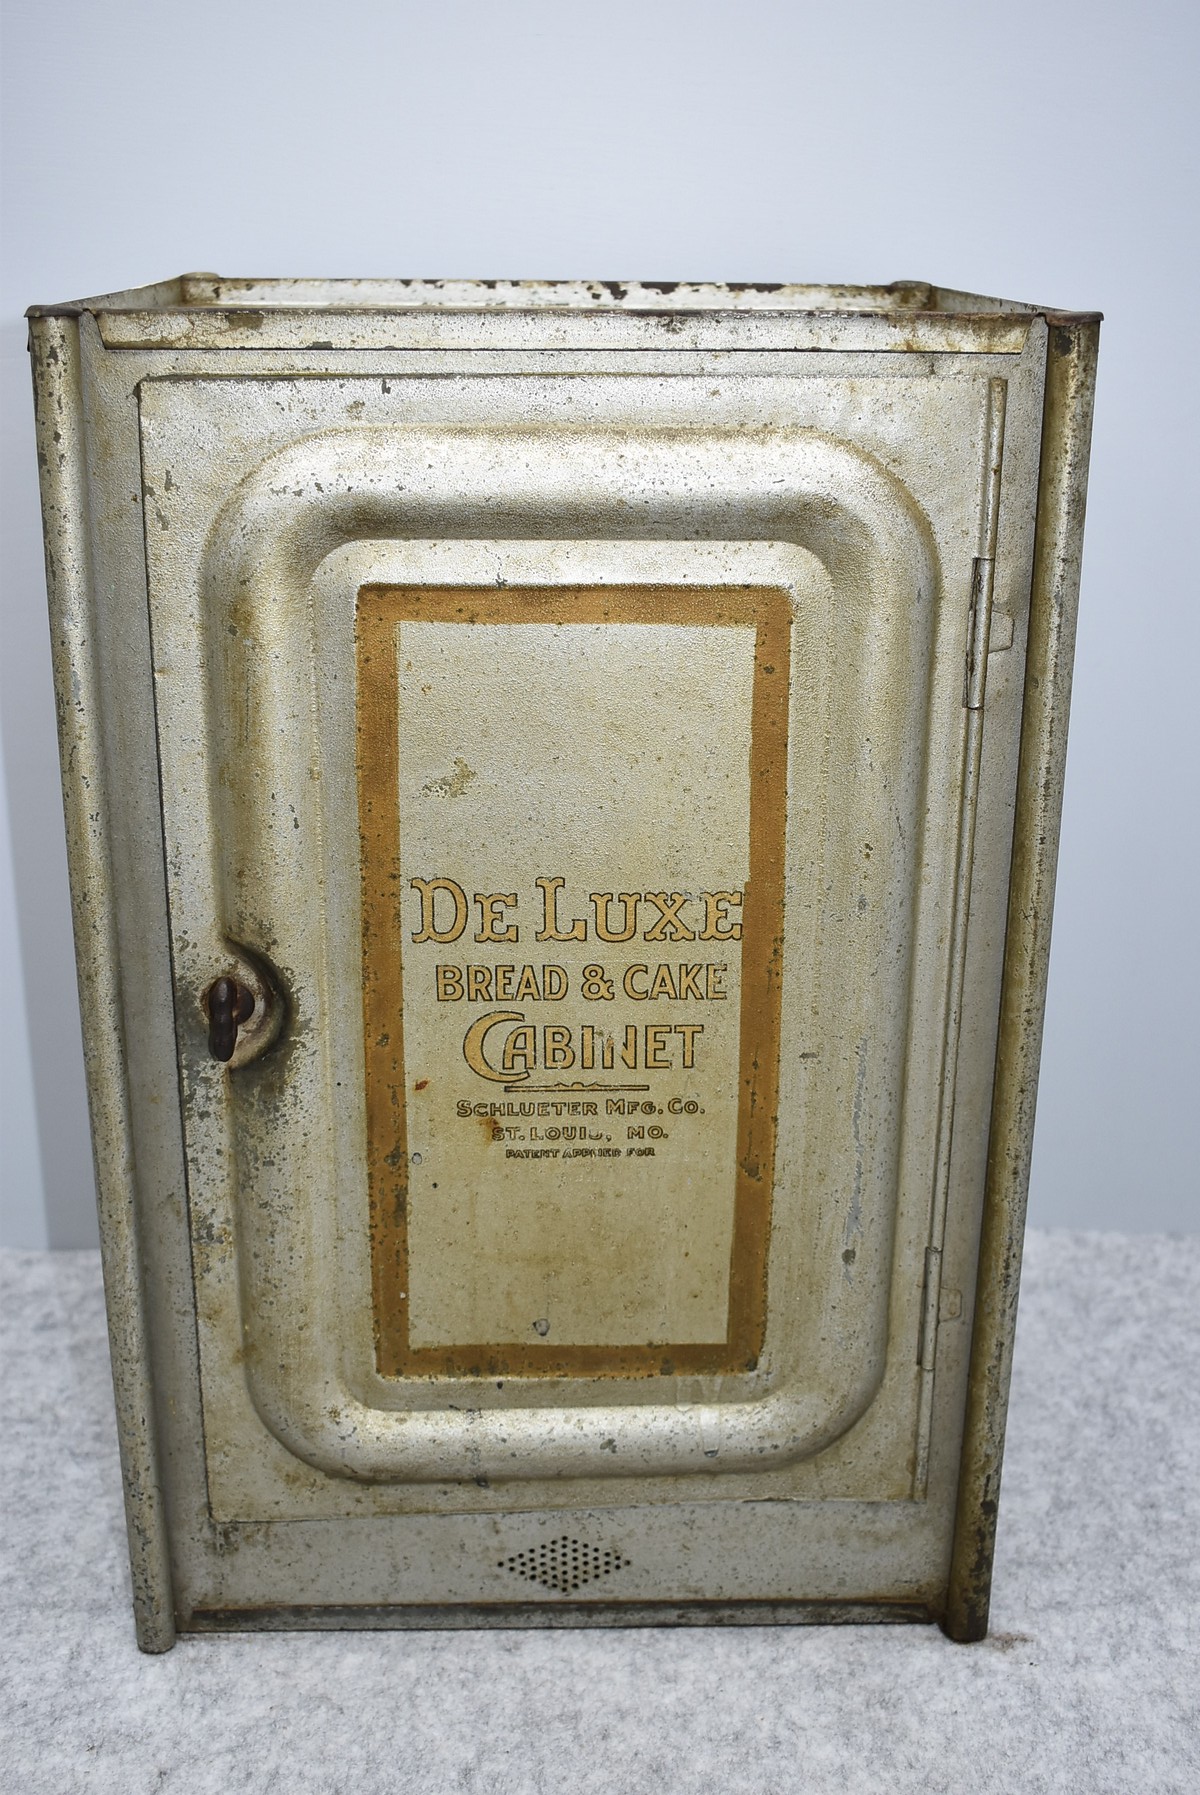 DE LUXE
BREAD & CAKE
CABINET
SCHLUETER MFG. CO.
ST. LOUIS, MO.
PATENT APPLIED FOR